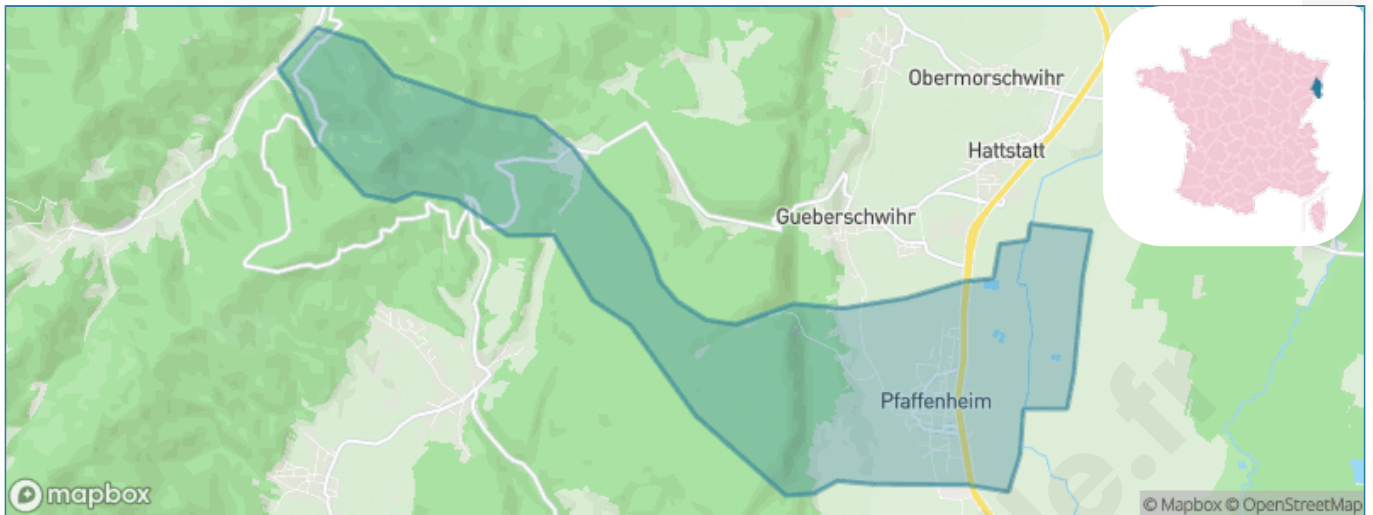 Obermorschwihr
Hattstatt
Gueberschwihr
Pfaffenheim
mapbox
© Mapbox © OpenStreetMap